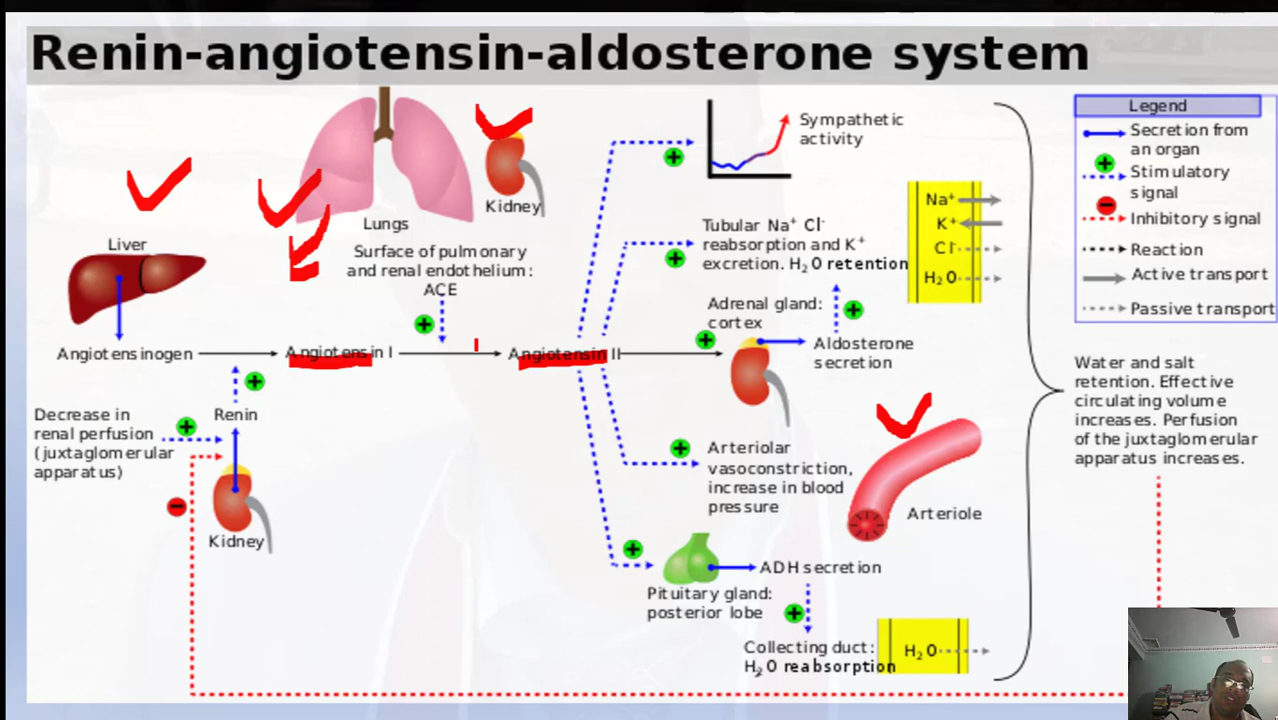 Renin-angiotensin-aldosterone system
Liver
Lungs
Kidney
Surface of pulmonary
and renal endothelium:
ACE
Angiotensinogen
Angiotensin I
Angiotensin II
Decrease in
renal perfusion
(juxtaglomerular
apparatus)
Renin
Kidney
Sympathetic
activity
Tubular Na⁺ Cl⁻
reabsorption and K⁺
excretion. H₂O retention
Na⁺
K⁺
Cl⁻
H₂O
Adrenal gland:
cortex
Aldosterone
secretion
Arteriolar
vasoconstriction,
increase in blood
pressure
Arteriole
Pituitary gland:
posterior lobe
ADH secretion
Collecting duct:
H₂O reabsorption
H₂O
Legend
Secretion from
an organ
Stimulatory
signal
Inhibitory signal
Reaction
Active transport
Passive transport
Water and salt
retention. Effective
circulating volume
increases. Perfusion
of the juxtaglomerular
apparatus increases.